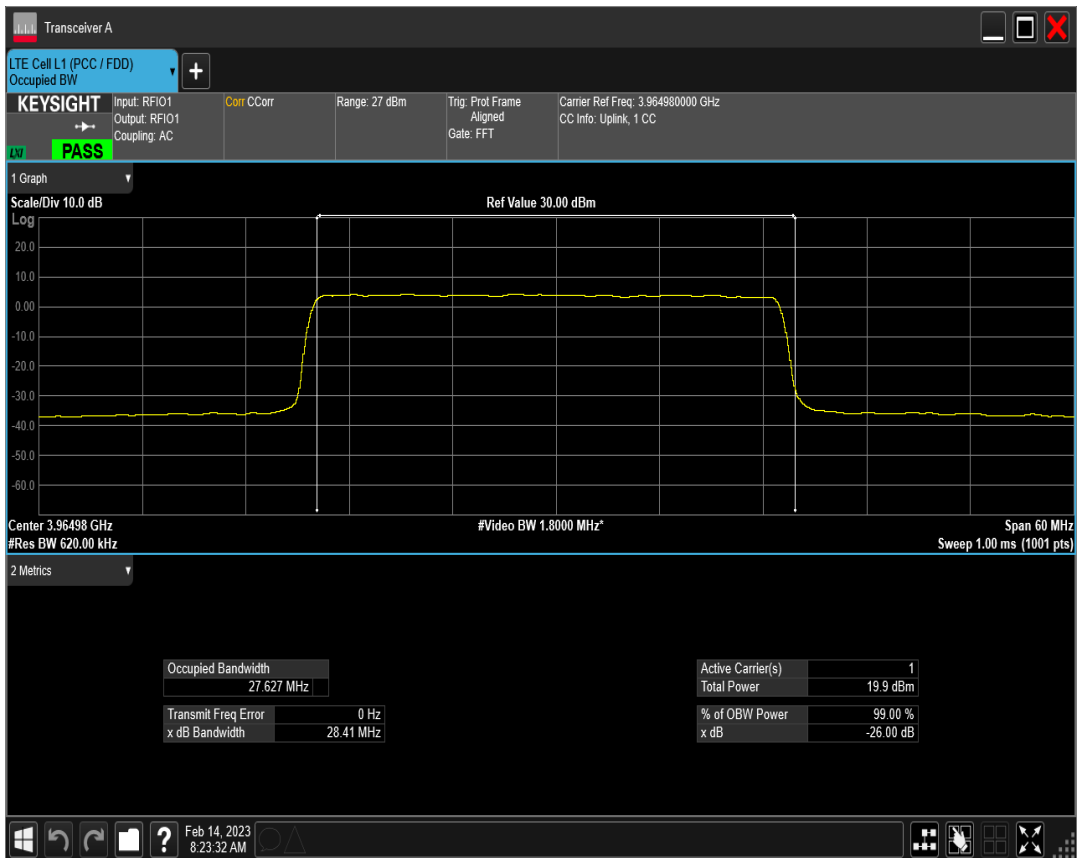 Transceiver A
LTE Cell L1 (PCC / FDD)
Occupied BW
+
KEYSIGHT
LXI
PASS
Input: RFIO1
Output: RFIO1
Coupling: AC
Corr CCorr
Range: 27 dBm
Trig: Prot Frame
Aligned
Gate: FFT
Carrier Ref Freq: 3.964980000 GHz
CC Info: Uplink, 1 CC
1 Graph
Scale/Div 10.0 dB
Ref Value 30.00 dBm
Log
20.0
10.0
0.00
-10.0
-20.0
-30.0
-40.0
-50.0
-60.0
Center 3.96498 GHz
#Video BW 1.8000 MHz*
Span 60 MHz
#Res BW 620.00 kHz
Sweep 1.00 ms (1001 pts)
2 Metrics
Occupied Bandwidth
27.627 MHz
Transmit Freq Error 0 Hz
x dB Bandwidth 28.41 MHz
Active Carrier(s) 1
Total Power 19.9 dBm
% of OBW Power 99.00 %
x dB -26.00 dB
?
Feb 14, 2023
8:23:32 AM